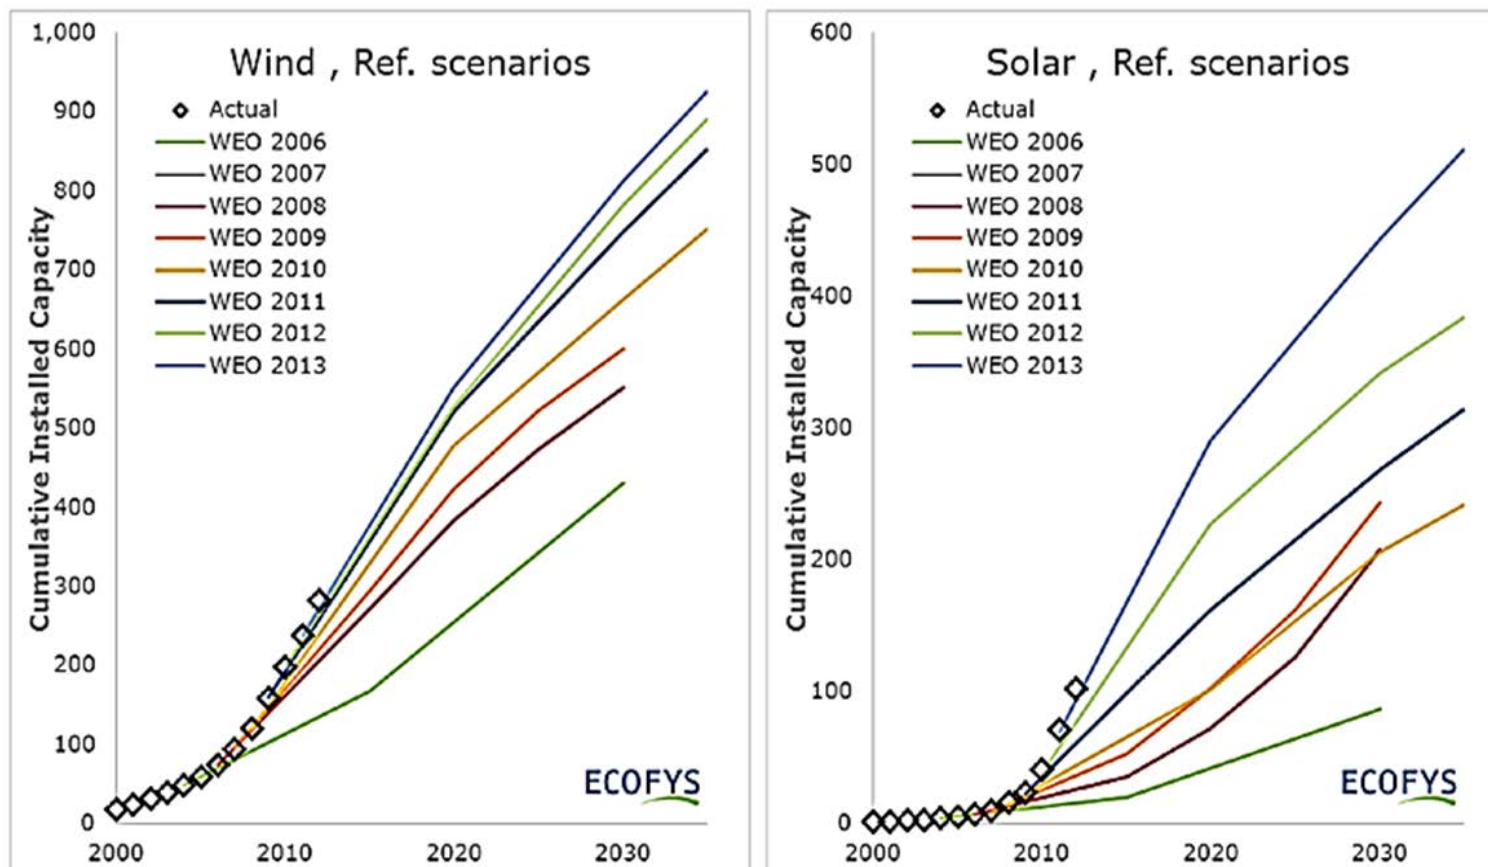 Wind , Ref. scenarios
Cumulative Installed Capacity
1,000
900
800
700
600
500
400
300
200
100
0
Actual
WEO 2006
WEO 2007
WEO 2008
WEO 2009
WEO 2010
WEO 2011
WEO 2012
WEO 2013
ECOFYS
2000 2010 2020 2030
Solar , Ref. scenarios
Cumulative Installed Capacity
600
500
400
300
200
100
0
Actual
WEO 2006
WEO 2007
WEO 2008
WEO 2009
WEO 2010
WEO 2011
WEO 2012
WEO 2013
ECOFYS
2000 2010 2020 2030